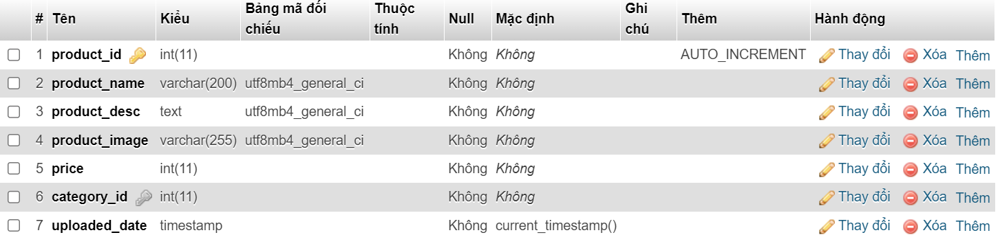 # Tên Kiểu Bảng mã đối chiếu Thuộc tính Null Mặc định Ghi chú Thêm Hành động
1 product_id int(11) Không Không AUTO_INCREMENT Thay đổi Xóa Thêm
2 product_name varchar(200) utf8mb4_general_ci Không Không Thay đổi Xóa Thêm
3 product_desc text utf8mb4_general_ci Không Không Thay đổi Xóa Thêm
4 product_image varchar(255) utf8mb4_general_ci Không Không Thay đổi Xóa Thêm
5 price int(11) Không Không Thay đổi Xóa Thêm
6 category_id int(11) Không Không Thay đổi Xóa Thêm
7 uploaded_date timestamp Không current_timestamp() Thay đổi Xóa Thêm